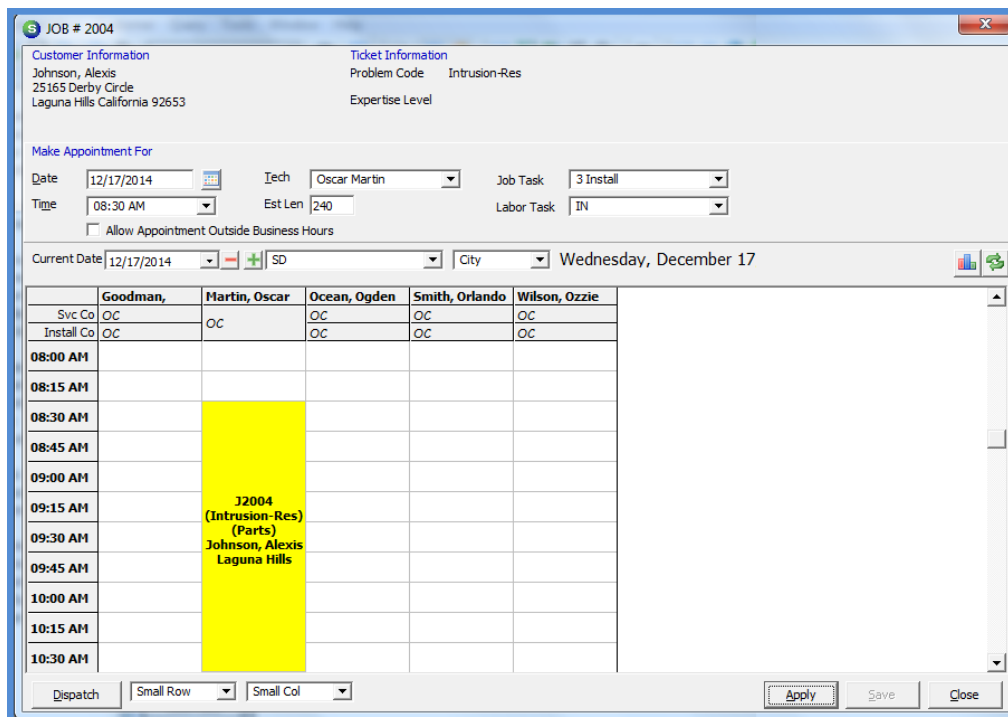 S JOB # 2004 X
Customer Information Ticket Information
Johnson, Alexis Problem Code Intrusion-Res
25165 Derby Circle
Laguna Hills California 92653 Expertise Level
Make Appointment For
Date 12/17/2014 Tech Oscar Martin Job Task 3 Install
Time 08:30 AM Est Len 240 Labor Task IN
Allow Appointment Outside Business Hours
Current Date 12/17/2014 SD City Wednesday, December 17
Goodman, Martin, Oscar Ocean, Ogden Smith, Orlando Wilson, Ozzie
Svc Co OC OC OC OC OC
Install Co OC OC OC OC
08:00 AM
08:15 AM
08:30 AM
08:45 AM
09:00 AM
09:15 AM
09:30 AM
09:45 AM
10:00 AM
10:15 AM
10:30 AM
J2004
(Intrusion-Res)
(Parts)
Johnson, Alexis
Laguna Hills
Dispatch Small Row Small Col Apply Save Close